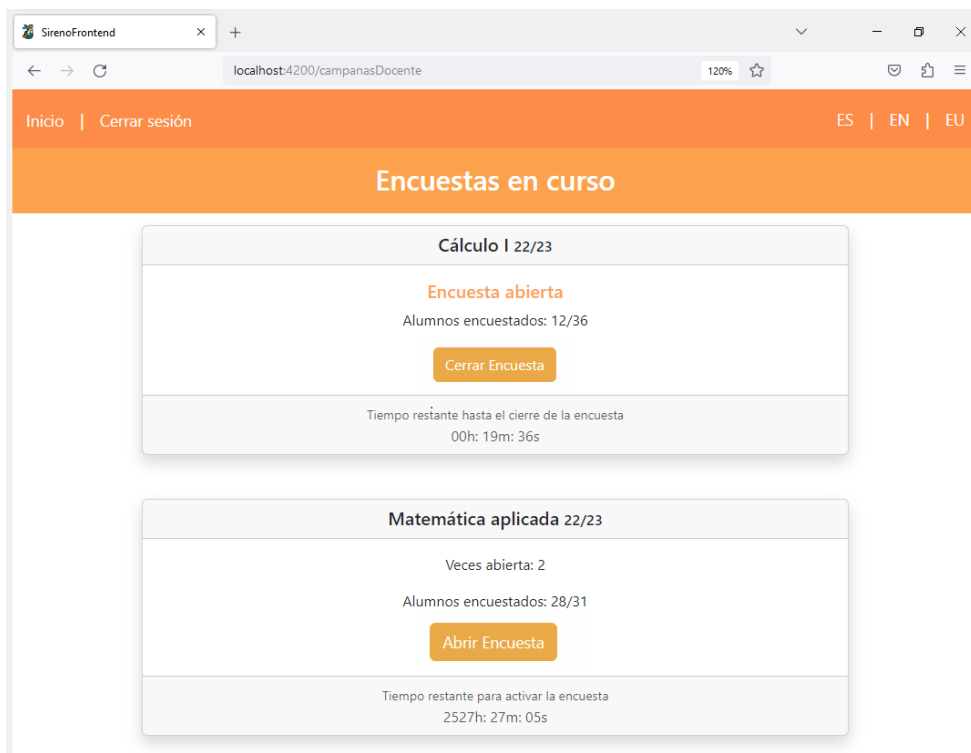 SirenoFrontend
localhost:4200/campanasDocente 120%
Inicio | Cerrar sesión ES | EN | EU
Encuestas en curso
Cálculo I 22/23
Encuesta abierta
Alumnos encuestados: 12/36
Cerrar Encuesta
Tiempo restante hasta el cierre de la encuesta
00h: 19m: 36s
Matemática aplicada 22/23
Veces abierta: 2
Alumnos encuestados: 28/31
Abrir Encuesta
Tiempo restante para activar la encuesta
2527h: 27m: 05s